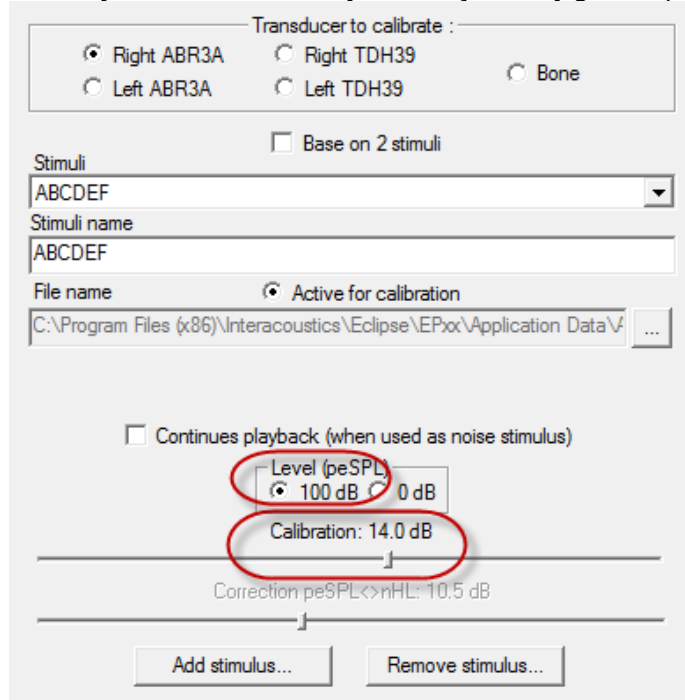 Transducer to calibrate :
Right ABR3A Right TDH39
Bone
Left ABR3A Left TDH39
Base on 2 stimuli
Stimuli
ABCDEF
Stimuli name
ABCDEF
File name Active for calibration
C:\Program Files (x86)\Interacoustics\Eclipse\EPxx\Application Data\ ...
Continues playback (when used as noise stimulus)
Level (peSPL)
100 dB 0 dB
Calibration: 14.0 dB
Correction peSPL<>nHL: 10.5 dB
Add stimulus... Remove stimulus...